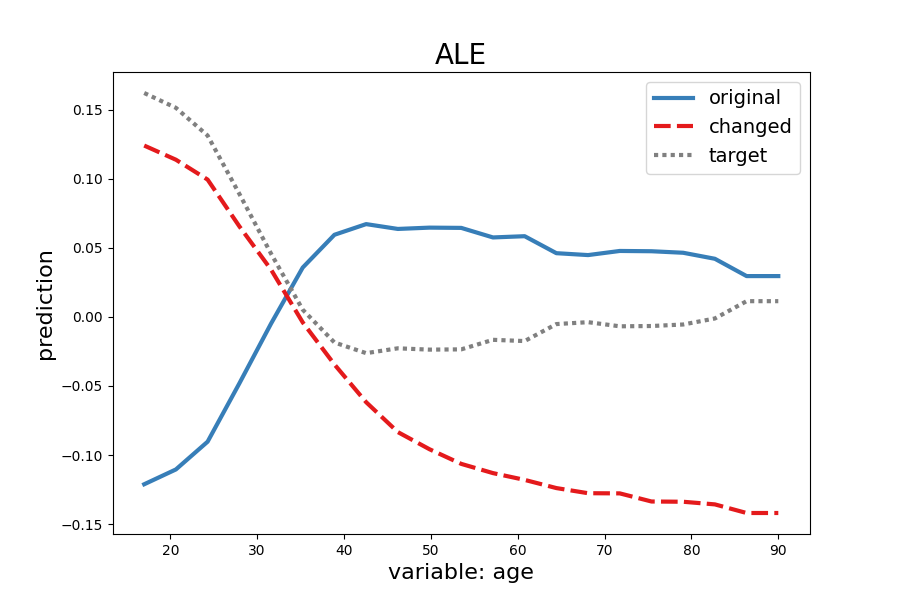 ALE
original
changed
target
0.15
0.10
0.05
0.00
−0.05
−0.10
−0.15
prediction
20 30 40 50 60 70 80 90
variable: age